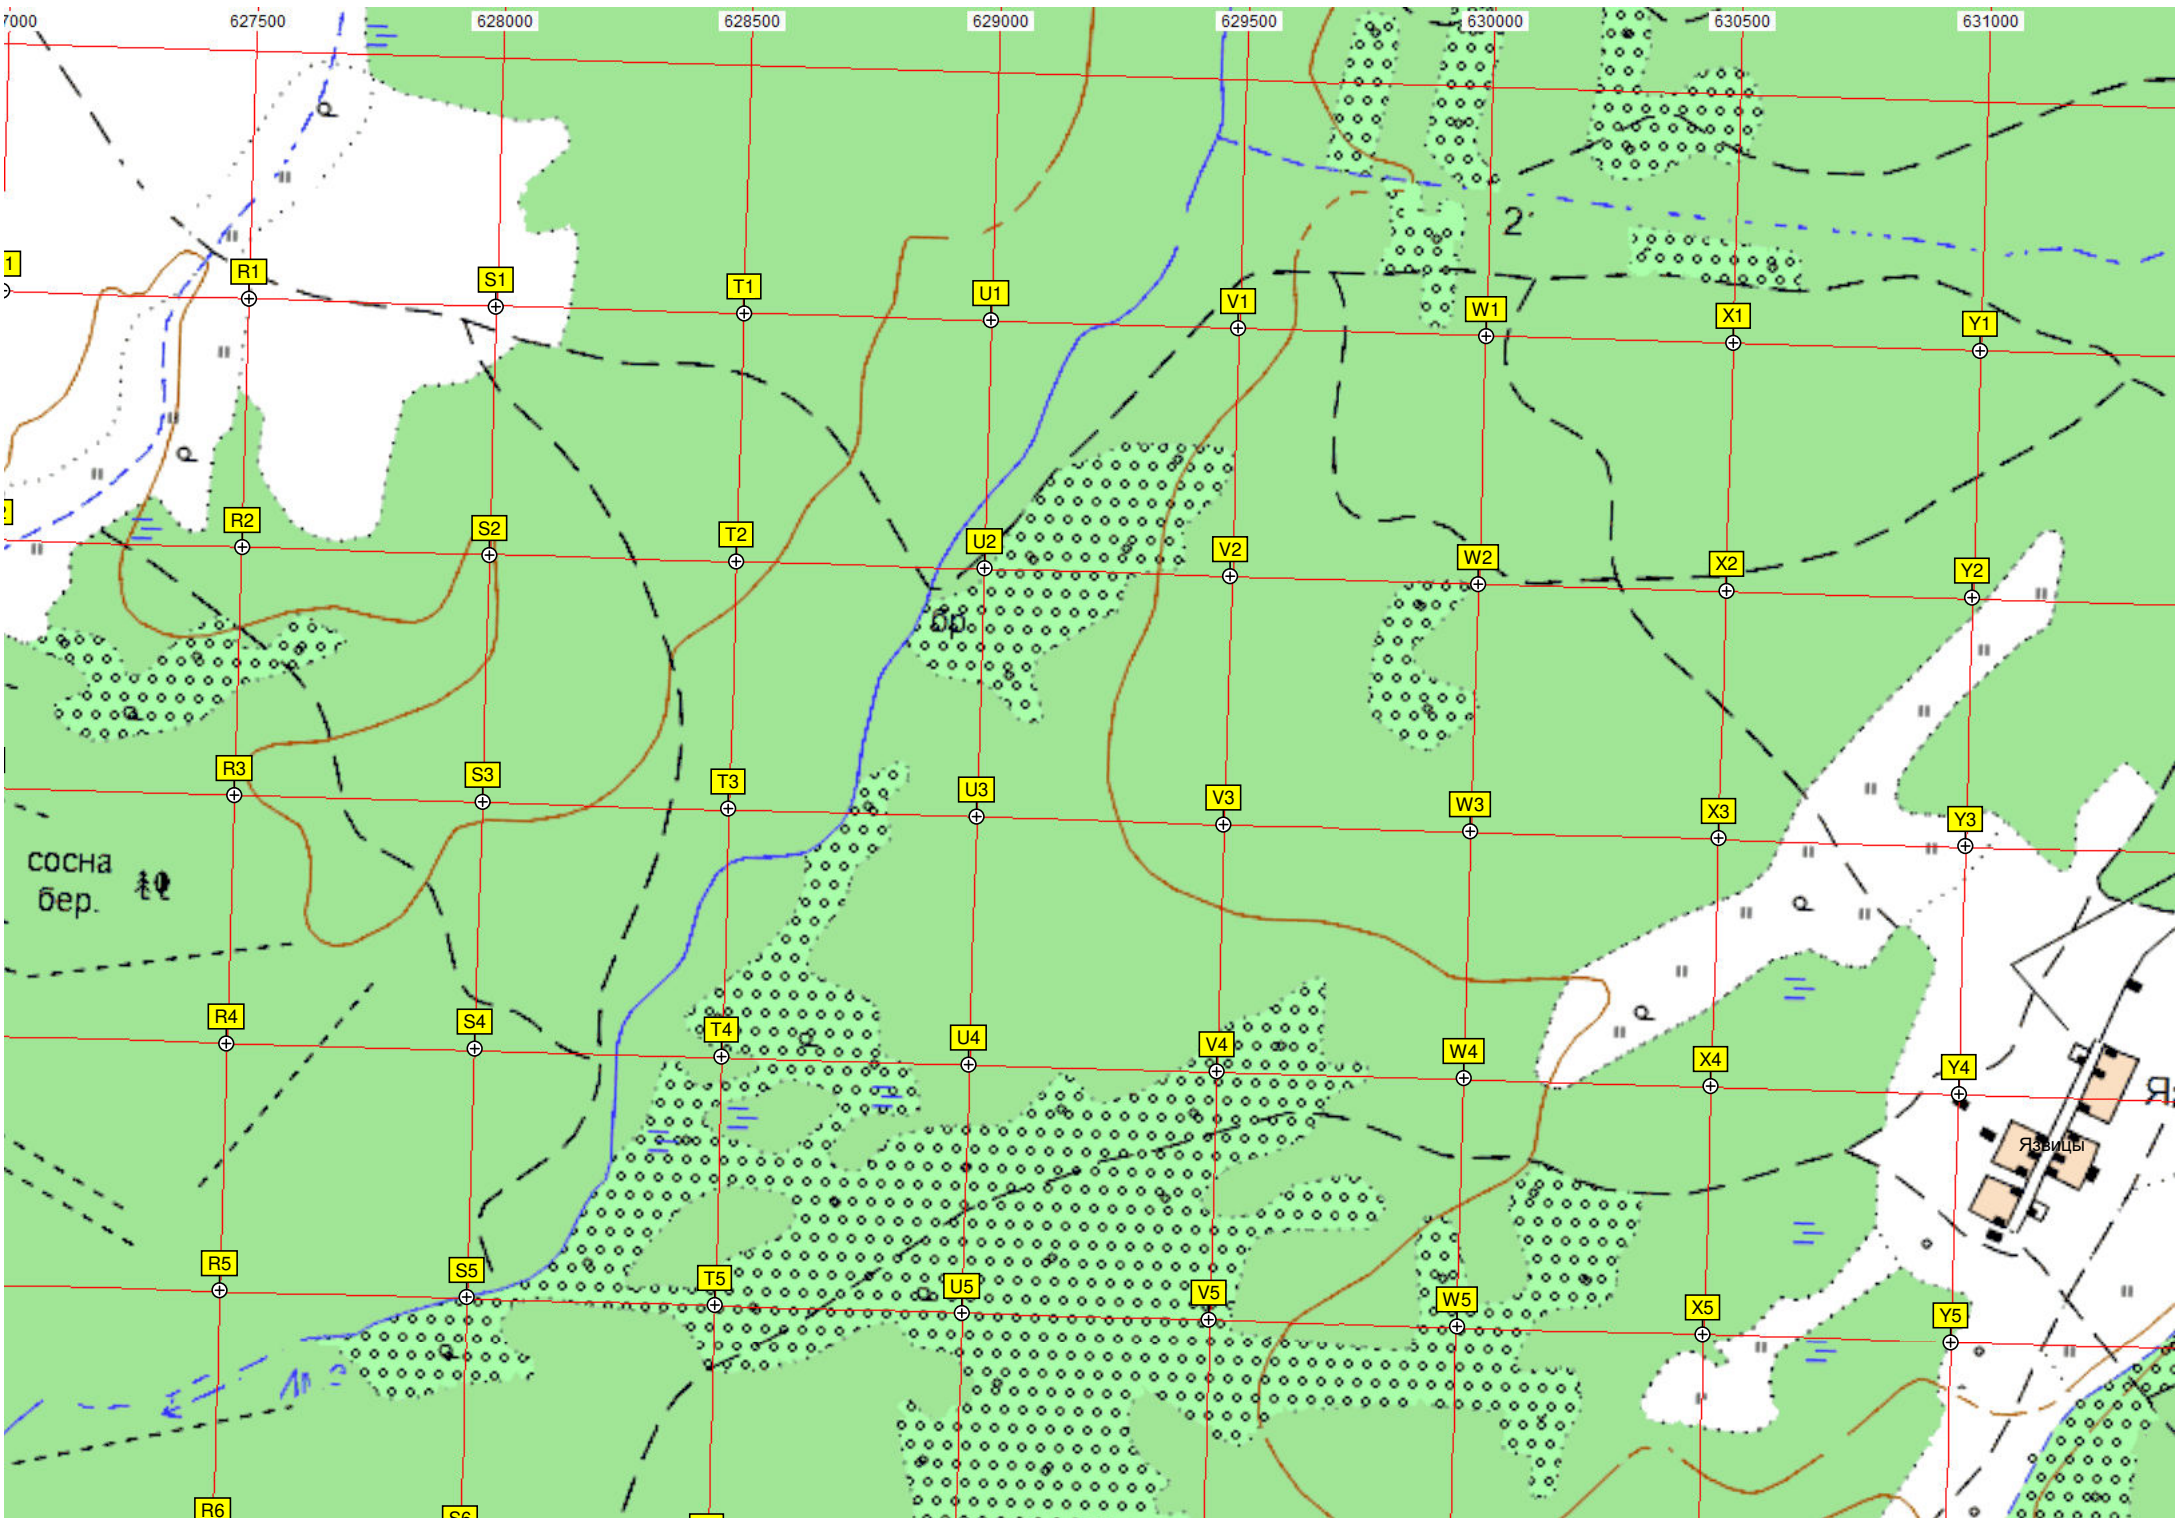 627500 628000 628500 629000 629500 630000 630500 631000
2
R1 S1 T1 U1 V1 W1 X1 Y1
R2 S2 T2 U2 V2 W2 X2 Y2
бр.
R3 S3 T3 U3 V3 W3 X3 Y3
сосна
бер.
R4 S4 T4 U4 V4 W4 X4 Y4
Язвицы
R5 S5 T5 U5 V5 W5 X5 Y5
R6